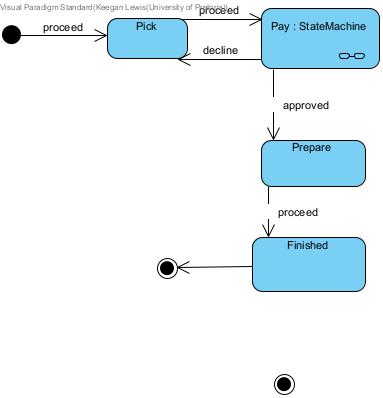 Visual Paradigm Standard(Keegan Lewis(University of Pretoria))
proceed
proceed
Pick
Pay : StateMachine
decline
approved
Prepare
proceed
Finished